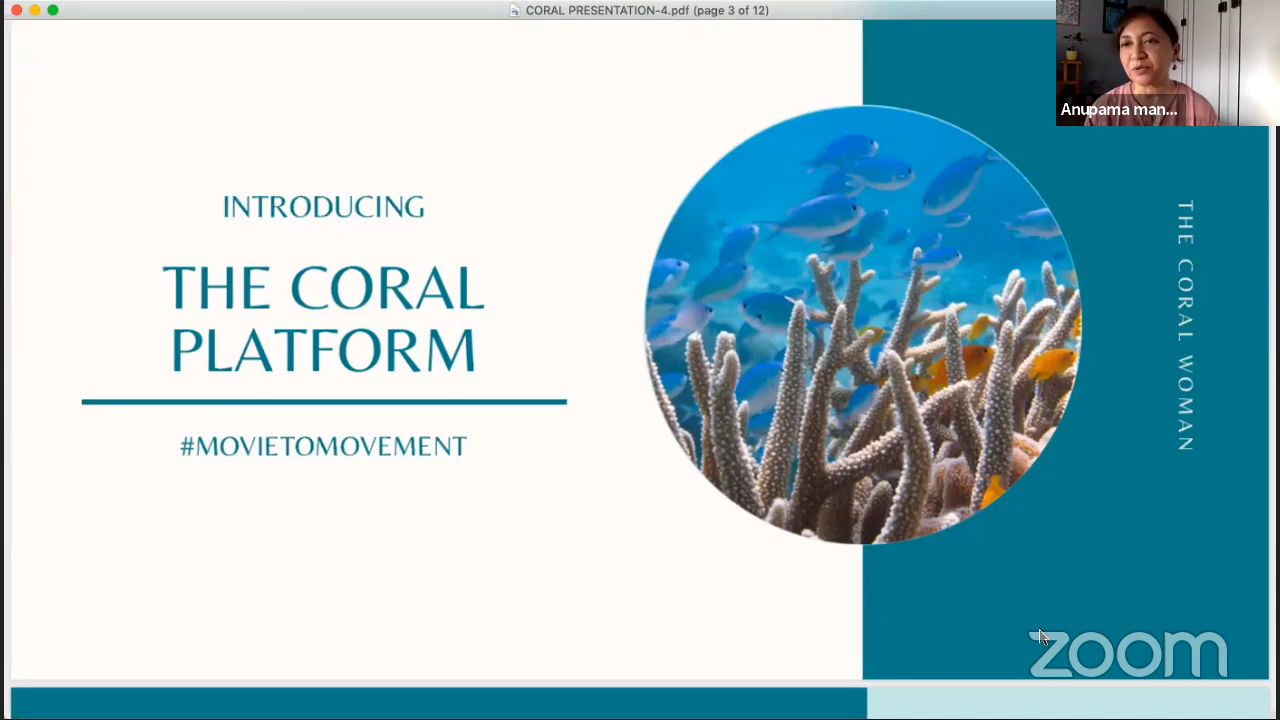 CORAL PRESENTATION-4.pdf (page 3 of 12)
Anupama man...
INTRODUCING
THE CORAL
PLATFORM
#MOVIETOMOVEMENT
THE CORAL WOMAN
zoom